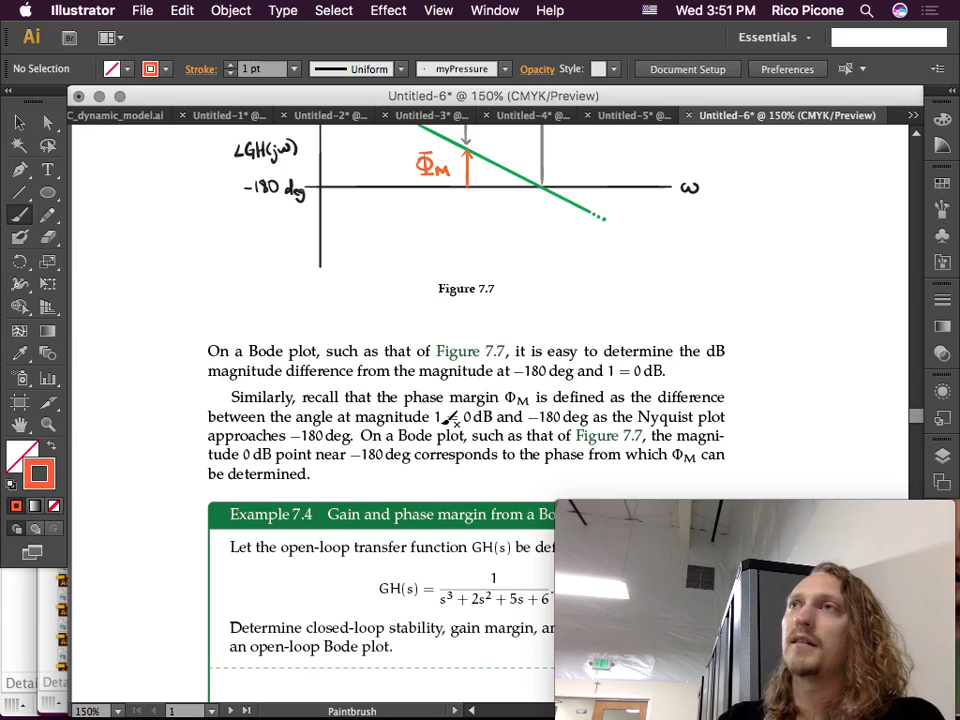 Illustrator File Edit Object Type Select Effect View Window Help Wed 3:51 PM Rico Picone
Ai Br Essentials
No Selection Stroke: 1 pt Uniform myPressure Opacity Style: Document Setup Preferences
Untitled-6* @ 150% (CMYK/Preview)
C_dynamic_model.ai Untitled-1* @... Untitled-2* @... Untitled-3* @... Untitled-4* @... Untitled-5* @... Untitled-6* @ 150% (CMYK/Preview)
∠GH(jω)
Φ_M
-180 deg ω
Figure 7.7
On a Bode plot, such as that of Figure 7.7, it is easy to determine the dB
magnitude difference from the magnitude at −180 deg and 1 = 0 dB.
Similarly, recall that the phase margin Φ_M is defined as the difference
between the angle at magnitude 1 0 dB and −180 deg as the Nyquist plot
approaches −180 deg. On a Bode plot, such as that of Figure 7.7, the magni-
tude 0 dB point near −180 deg corresponds to the phase from which Φ_M can
be determined.
Example 7.4 Gain and phase margin from a Bo
Let the open-loop transfer function GH(s) be def
GH(s) = 1 / (s³ + 2s² + 5s + 6).
Determine closed-loop stability, gain margin, an
an open-loop Bode plot.
Detai Deta
150% 1 Paintbrush